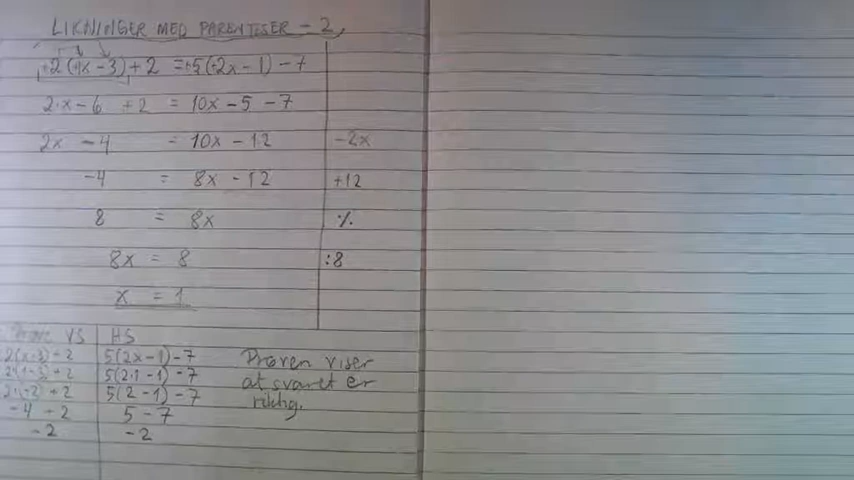 LIKNINGER MED PARENTESER - 2
+2(+1x - 3) + 2 = +5(+2x - 1) - 7
2·x - 6 + 2 = 10x - 5 - 7
2x - 4 = 10x - 12 -2x
-4 = 8x - 12 +12
8 = 8x %
8x = 8 :8
x = 1
Prøve VS HS
2(x-3)+2 5(2x-1)-7
2(1-3)+2 5(2·1-1)-7
2·(-2)+2 5(2-1)-7
-4+2 5-7
-2 -2
Prøven viser
at svaret er
riktig.